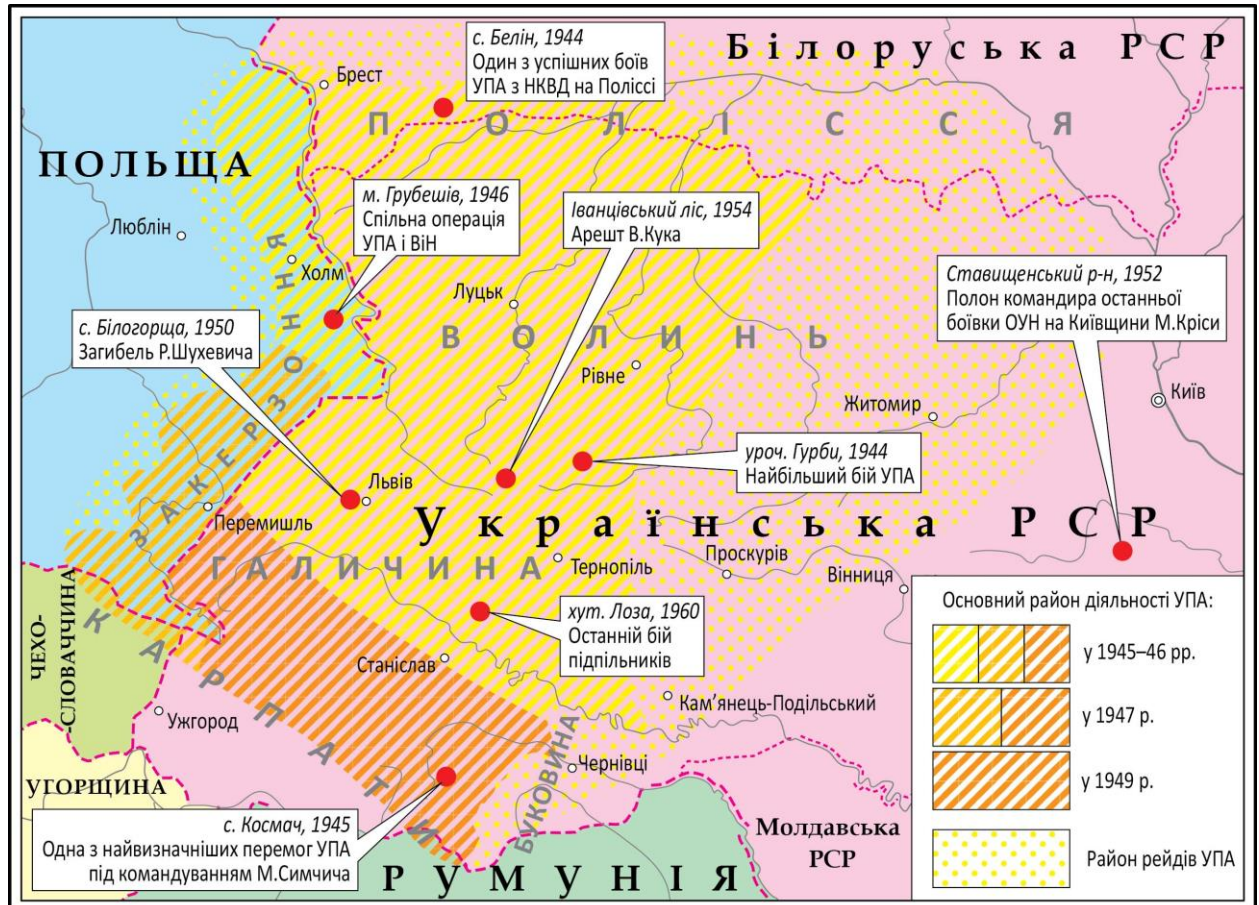 с. Белін, 1944
Один з успішних боїв
УПА з НКВД на Поліссі
Білоруська РСР
Брест
ПОЛІССЯ
ПОЛЬЩА
м. Грубешів, 1946
Спільна операція
УПА і ВіН
Іванцівський ліс, 1954
Арешт В.Кука
Люблін
Холм
Луцьк
Ставищенський р-н, 1952
Полон командира останньої
боївки ОУН на Київщини М.Кріси
с. Білогорща, 1950
Загибель Р.Шухевича
ВОЛИНЬ
Рівне
Київ
Житомир
ЗАКЕРЗОННЯ
уроч. Гурби, 1944
Найбільший бій УПА
Львів
Перемишль
Українська РСР
ГАЛИЧИНА
Тернопіль
Проскурів
Вінниця
хут. Лоза, 1960
Останній бій
підпільників
Станіслав
ЧЕХО-
-СЛОВАЧЧИНА
КАРПАТИ
Ужгород
Кам’янець-Подільський
БУКОВИНА
Чернівці
УГОРЩИНА
с. Космач, 1945
Одна з найвизначніших перемог УПА
під командуванням М.Симчича
Молдавська
РСР
РУМУНІЯ
Основний район діяльності УПА:
у 1945–46 рр.
у 1947 р.
у 1949 р.
Район рейдів УПА